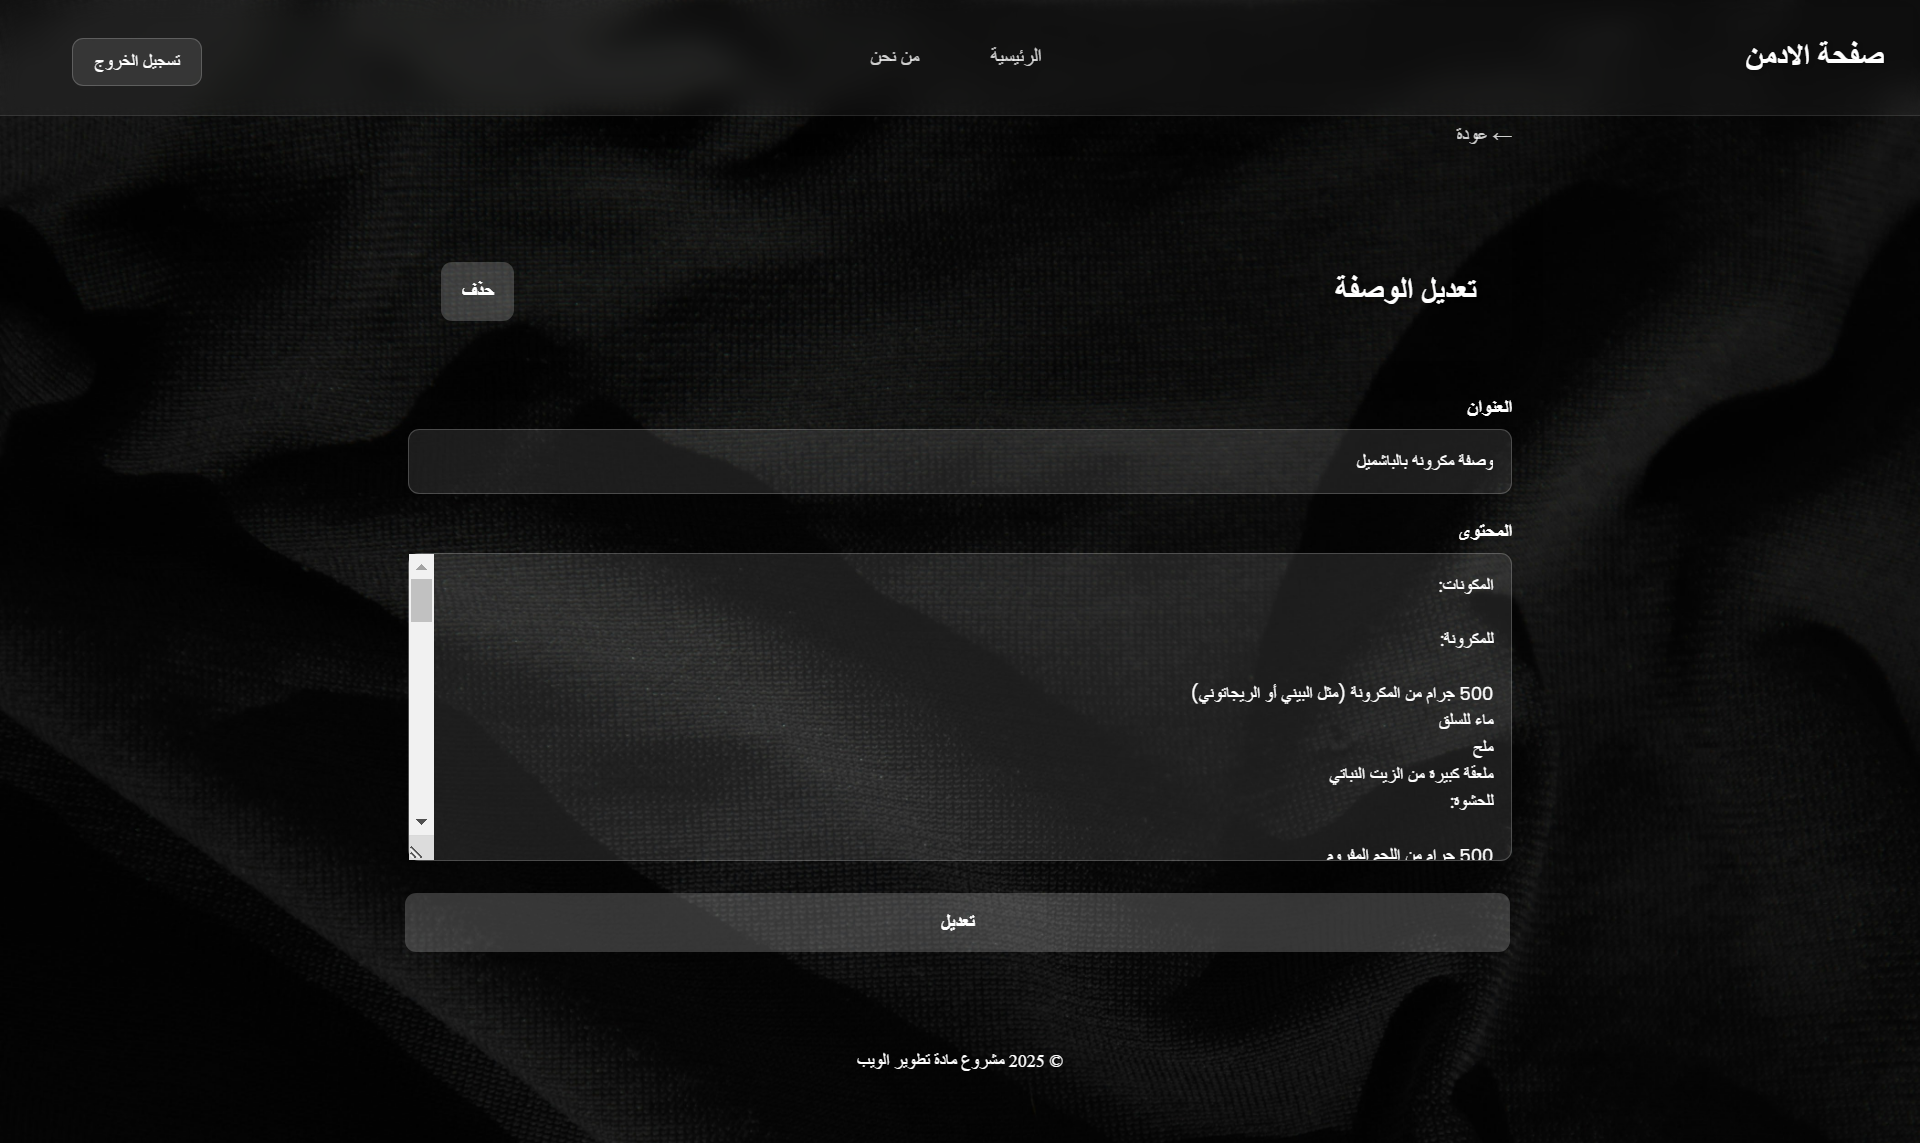 صفحة الادمن
الرئيسية
من نحن
تسجيل الخروج
← عودة
تعديل الوصفة
حذف
العنوان
وصفة مكرونه بالباشميل
المحتوى
المكونات:
للمكرونة:
500 جرام من المكرونة (مثل البيني أو الريجاتوني)
ماء للسلق
ملح
ملعقة كبيرة من الزيت النباتي
للحشوة:
500 جرام من اللحم المفروم
تعديل
© 2025 مشروع مادة تطوير الويب